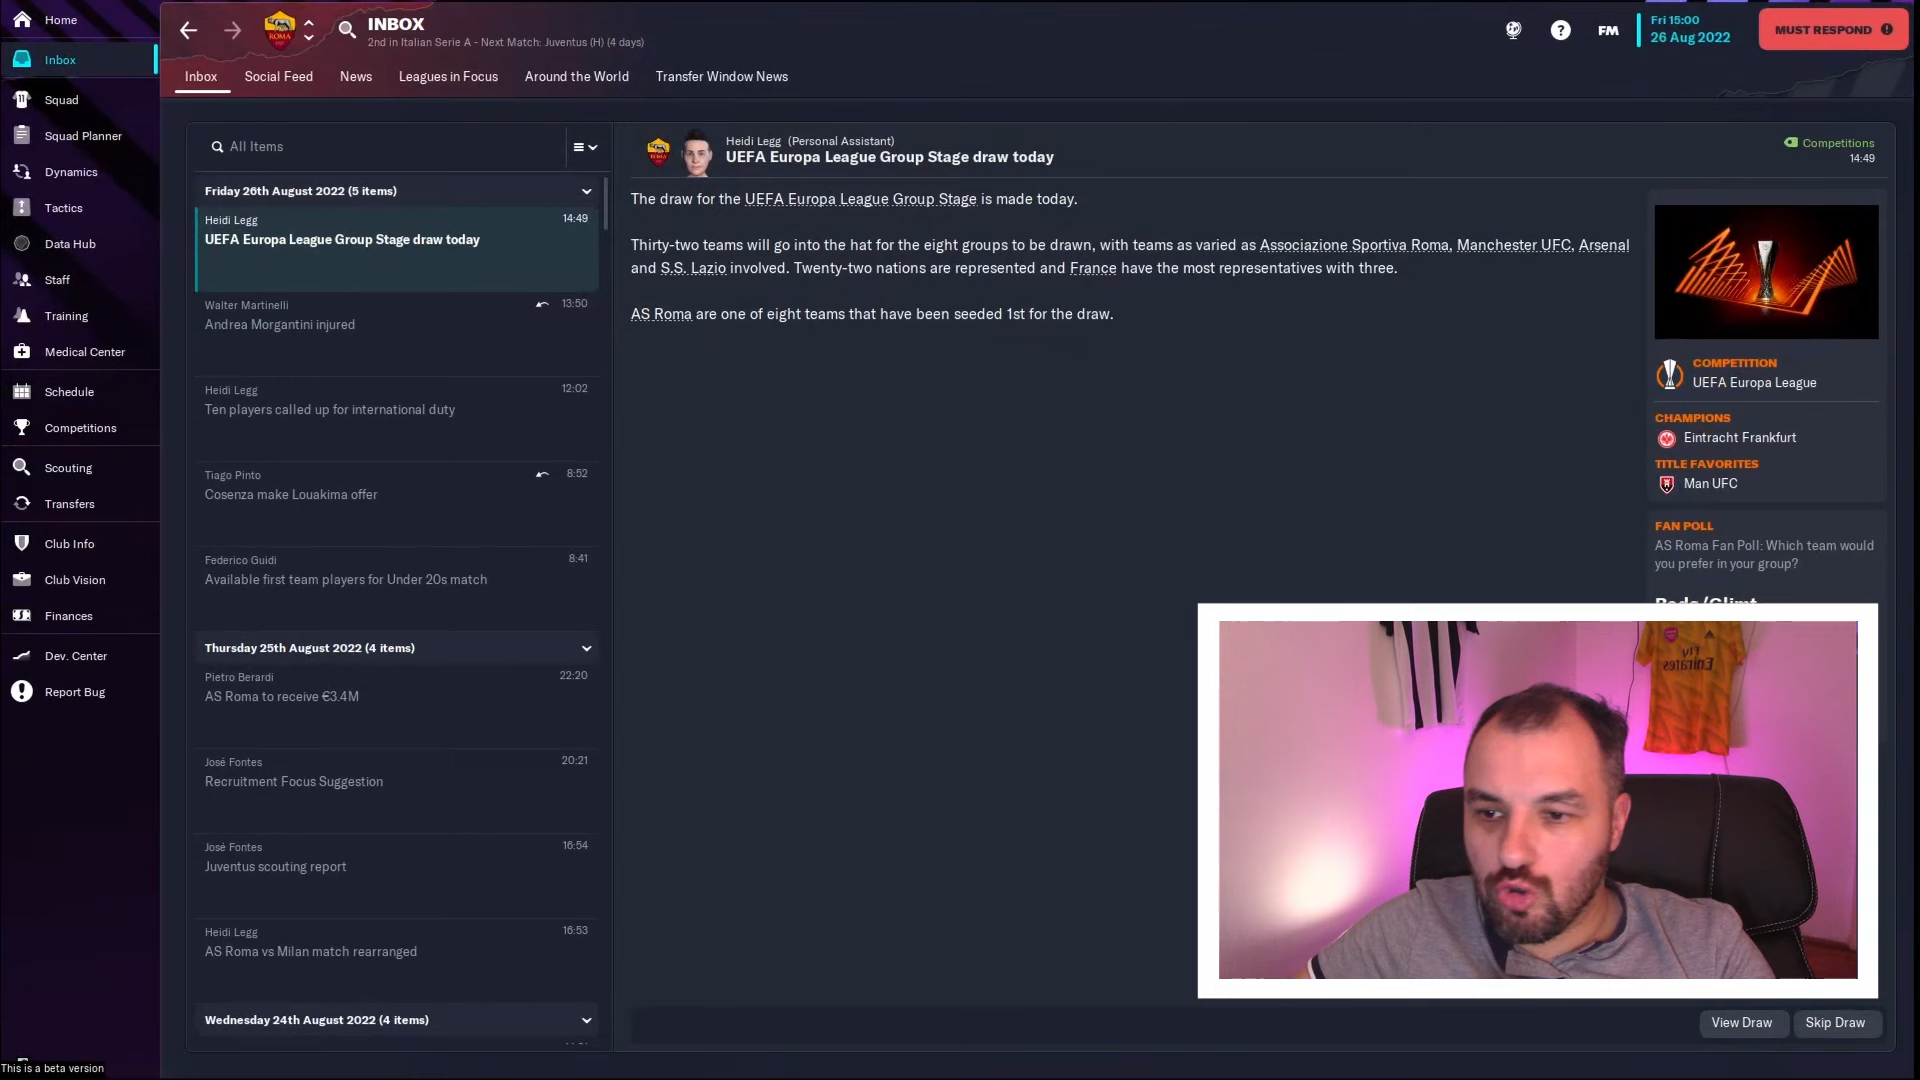 Home
Inbox
Squad
Squad Planner
Dynamics
Tactics
Data Hub
Staff
Training
Medical Center
Schedule
Competitions
Scouting
Transfers
Club Info
Club Vision
Finances
Dev. Center
Report Bug
This is a beta version
ROMA
INBOX
2nd in Italian Serie A - Next Match: Juventus (H) (4 days)
FM
Fri 15:00
26 Aug 2022
MUST RESPOND
Inbox
Social Feed
News
Leagues in Focus
Around the World
Transfer Window News
All Items
Friday 26th August 2022 (5 items)
Heidi Legg 14:49
UEFA Europa League Group Stage draw today
Walter Martinelli 13:50
Andrea Morgantini injured
Heidi Legg 12:02
Ten players called up for international duty
Tiago Pinto 8:52
Cosenza make Louakima offer
Federico Guidi 8:41
Available first team players for Under 20s match
Thursday 25th August 2022 (4 items)
Pietro Berardi 22:20
AS Roma to receive €3.4M
José Fontes 20:21
Recruitment Focus Suggestion
José Fontes 16:54
Juventus scouting report
Heidi Legg 16:53
AS Roma vs Milan match rearranged
Wednesday 24th August 2022 (4 items)
Heidi Legg (Personal Assistant)
UEFA Europa League Group Stage draw today
Competitions
14:49
The draw for the UEFA Europa League Group Stage is made today.
Thirty-two teams will go into the hat for the eight groups to be drawn, with teams as varied as Associazione Sportiva Roma, Manchester UFC, Arsenal
and S.S. Lazio involved. Twenty-two nations are represented and France have the most representatives with three.
AS Roma are one of eight teams that have been seeded 1st for the draw.
COMPETITION
UEFA Europa League
CHAMPIONS
Eintracht Frankfurt
TITLE FAVORITES
Man UFC
FAN POLL
AS Roma Fan Poll: Which team would
you prefer in your group?
Bodø/Glimt
Fly
Emirates
View Draw
Skip Draw